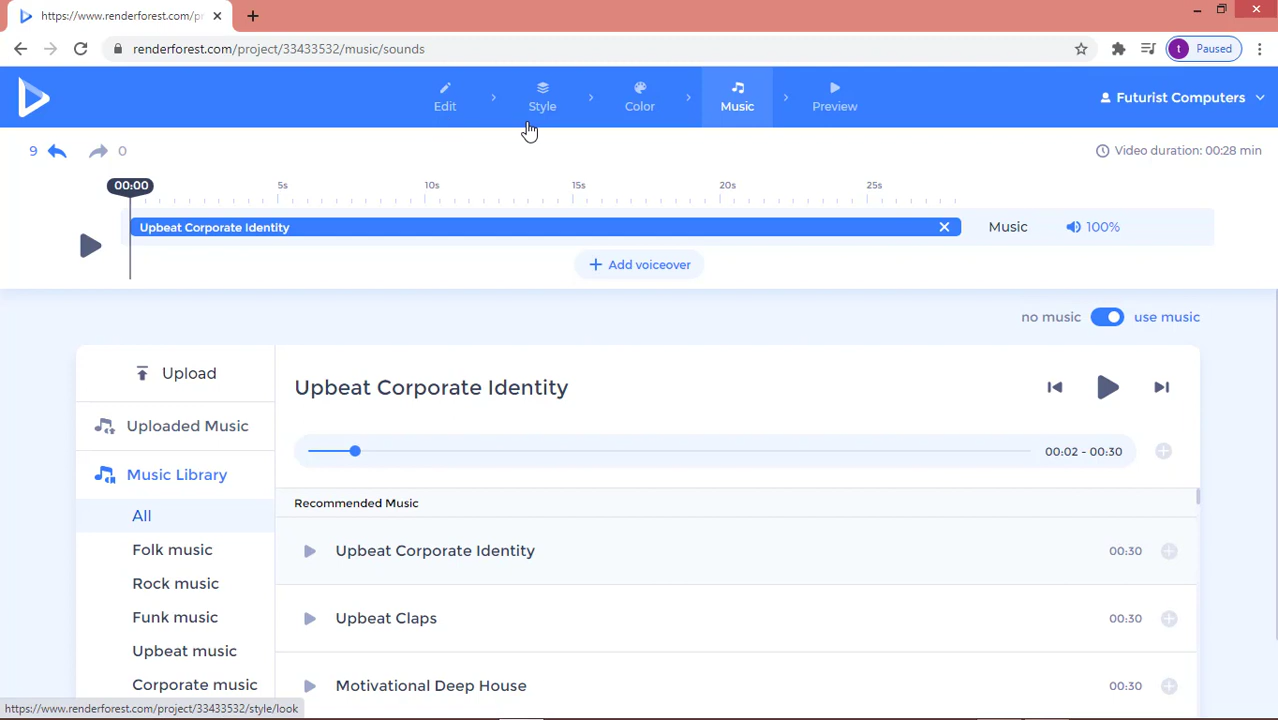 https://www.renderforest.com/pr
renderforest.com/project/33433532/music/sounds
t Paused
Edit
Style
Color
Music
Preview
Futurist Computers
9
0
Video duration: 00:28 min
00:00
5s
10s
15s
20s
25s
Upbeat Corporate Identity
Music
100%
+ Add voiceover
no music
use music
Upload
Upbeat Corporate Identity
Uploaded Music
00:02 - 00:30
Music Library
Recommended Music
All
Folk music
Upbeat Corporate Identity
00:30
Rock music
Funk music
Upbeat Claps
00:30
Upbeat music
Corporate music
Motivational Deep House
00:30
https://www.renderforest.com/project/33433532/style/look